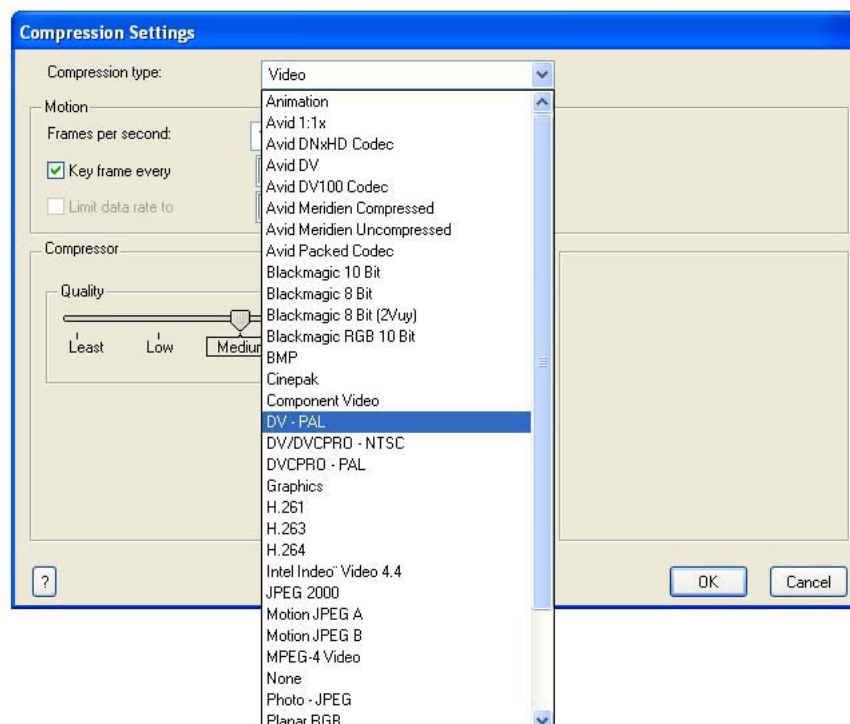 Compression Settings
Compression type:
Video
Motion
Frames per second:
Key frame every
Limit data rate to
Compressor
Quality
Least
Low
Animation
Avid 1:1x
Avid DNxHD Codec
Avid DV
Avid DV100 Codec
Avid Meridien Compressed
Avid Meridien Uncompressed
Avid Packed Codec
Blackmagic 10 Bit
Blackmagic 8 Bit
Blackmagic 8 Bit (2Vuy)
Blackmagic RGB 10 Bit
BMP
Cinepak
Component Video
DV - PAL
DV/DVCPRO - NTSC
DVCPRO - PAL
Graphics
H.261
H.263
H.264
Intel Indeo¨ Video 4.4
JPEG 2000
Motion JPEG A
Motion JPEG B
MPEG-4 Video
None
Photo - JPEG
Planar RGB
?
OK
Cancel